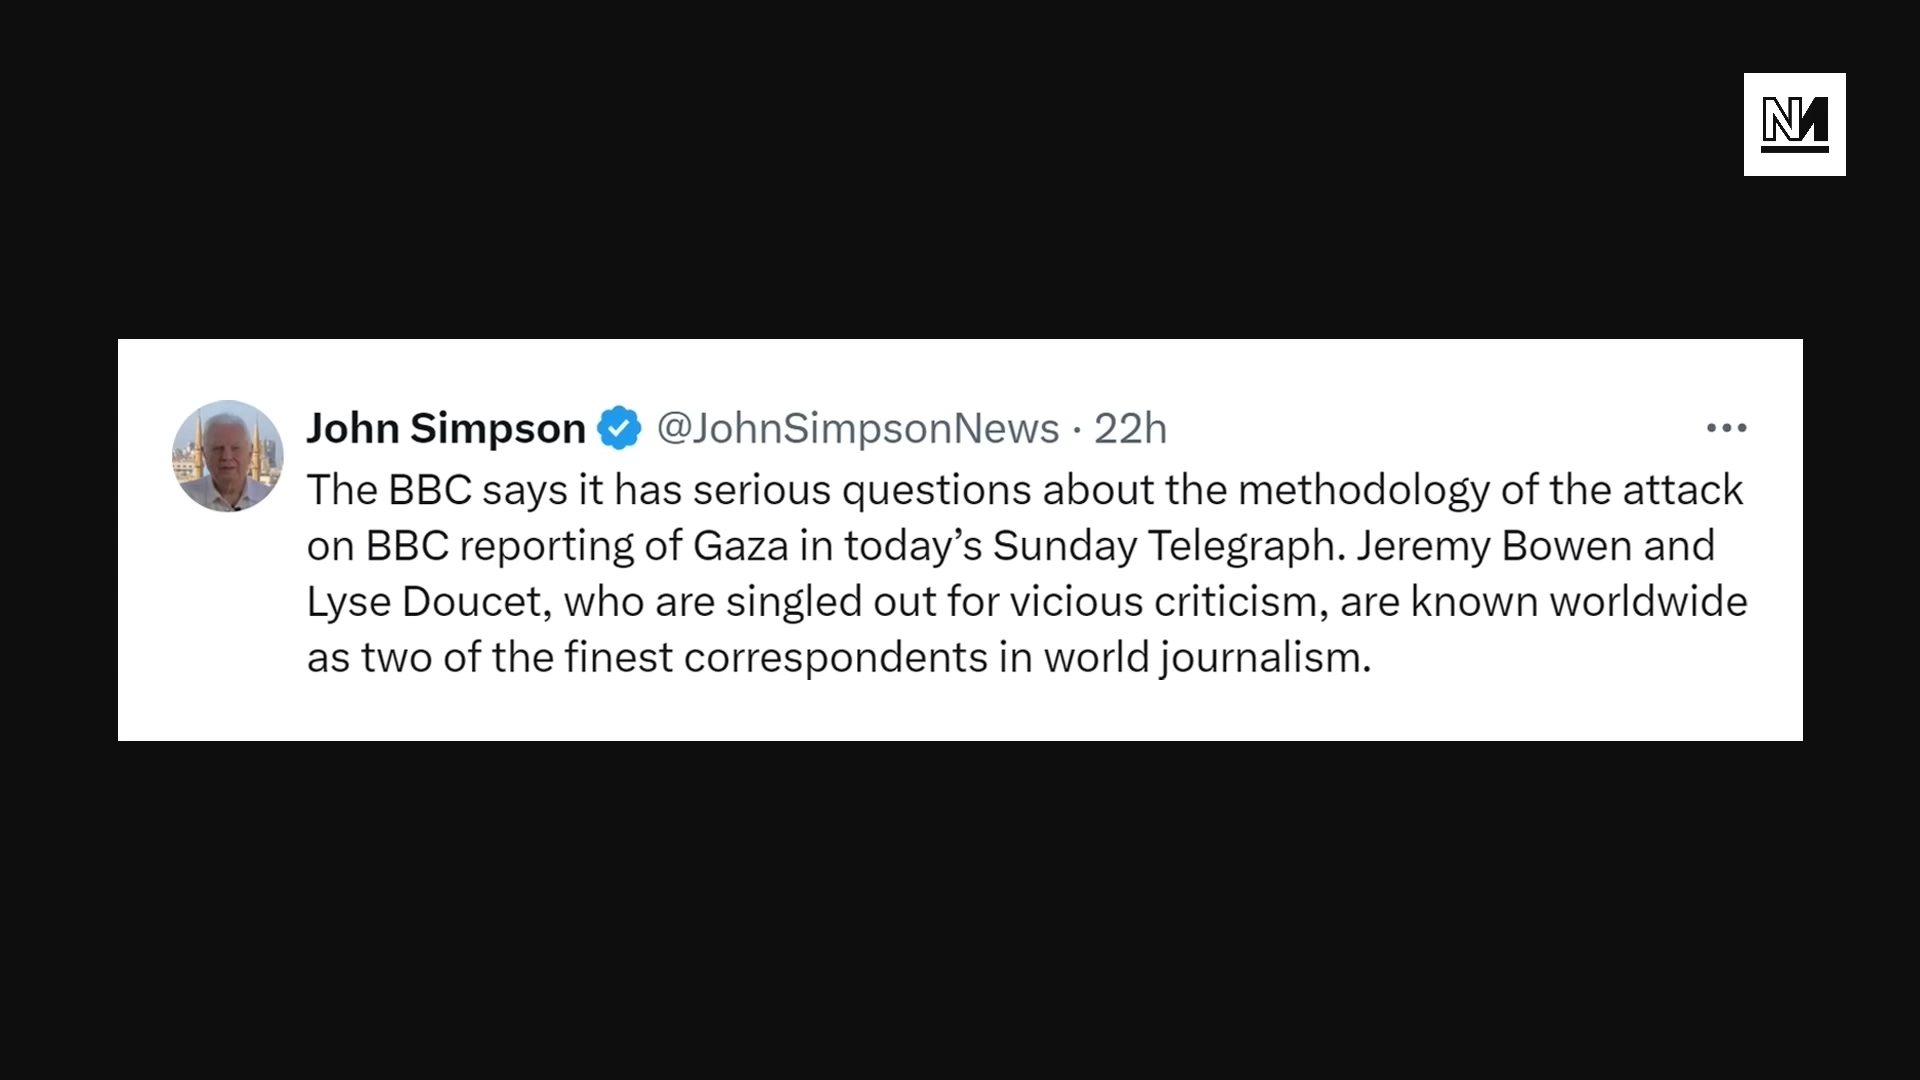 NM
John Simpson @JohnSimpsonNews · 22h
The BBC says it has serious questions about the methodology of the attack
on BBC reporting of Gaza in today’s Sunday Telegraph. Jeremy Bowen and
Lyse Doucet, who are singled out for vicious criticism, are known worldwide
as two of the finest correspondents in world journalism.